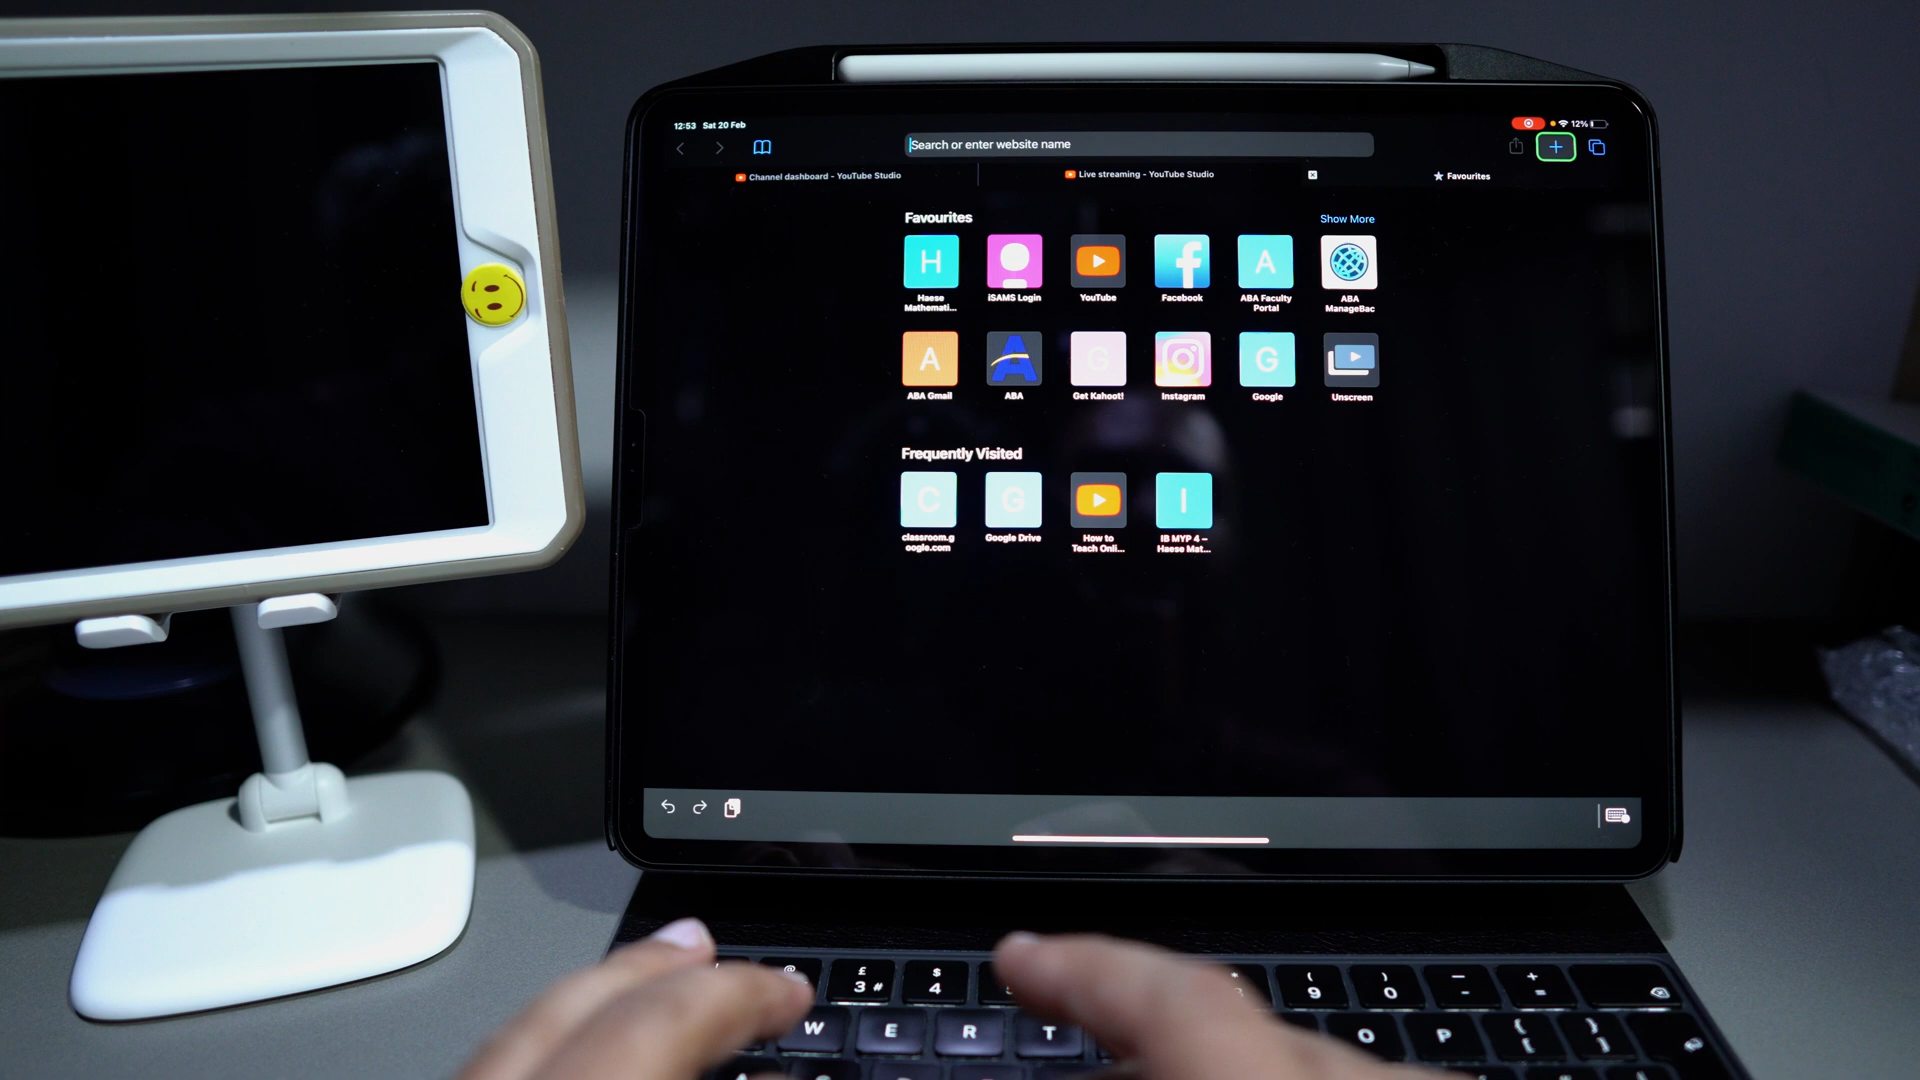 12:53 Sat 20 Feb
12%
Search or enter website name
Channel dashboard - YouTube Studio
Live streaming - YouTube Studio
Favourites
Favourites
Show More
H
A
Haese
Mathemati...
iSAMS Login
YouTube
Facebook
ABA Faculty
Portal
ABA
ManageBac
A
G
G
ABA Gmail
ABA
Get Kahoot!
Instagram
Google
Unscreen
Frequently Visited
C
G
I
classroom.g
oogle.com
Google Drive
How to
Teach Onli...
IB MYP 4 –
Haese Mat...
@
£
3 #
$
4
(
9
)
0
_
-
+
=
W
E
R
T
O
P
{
[
}
]